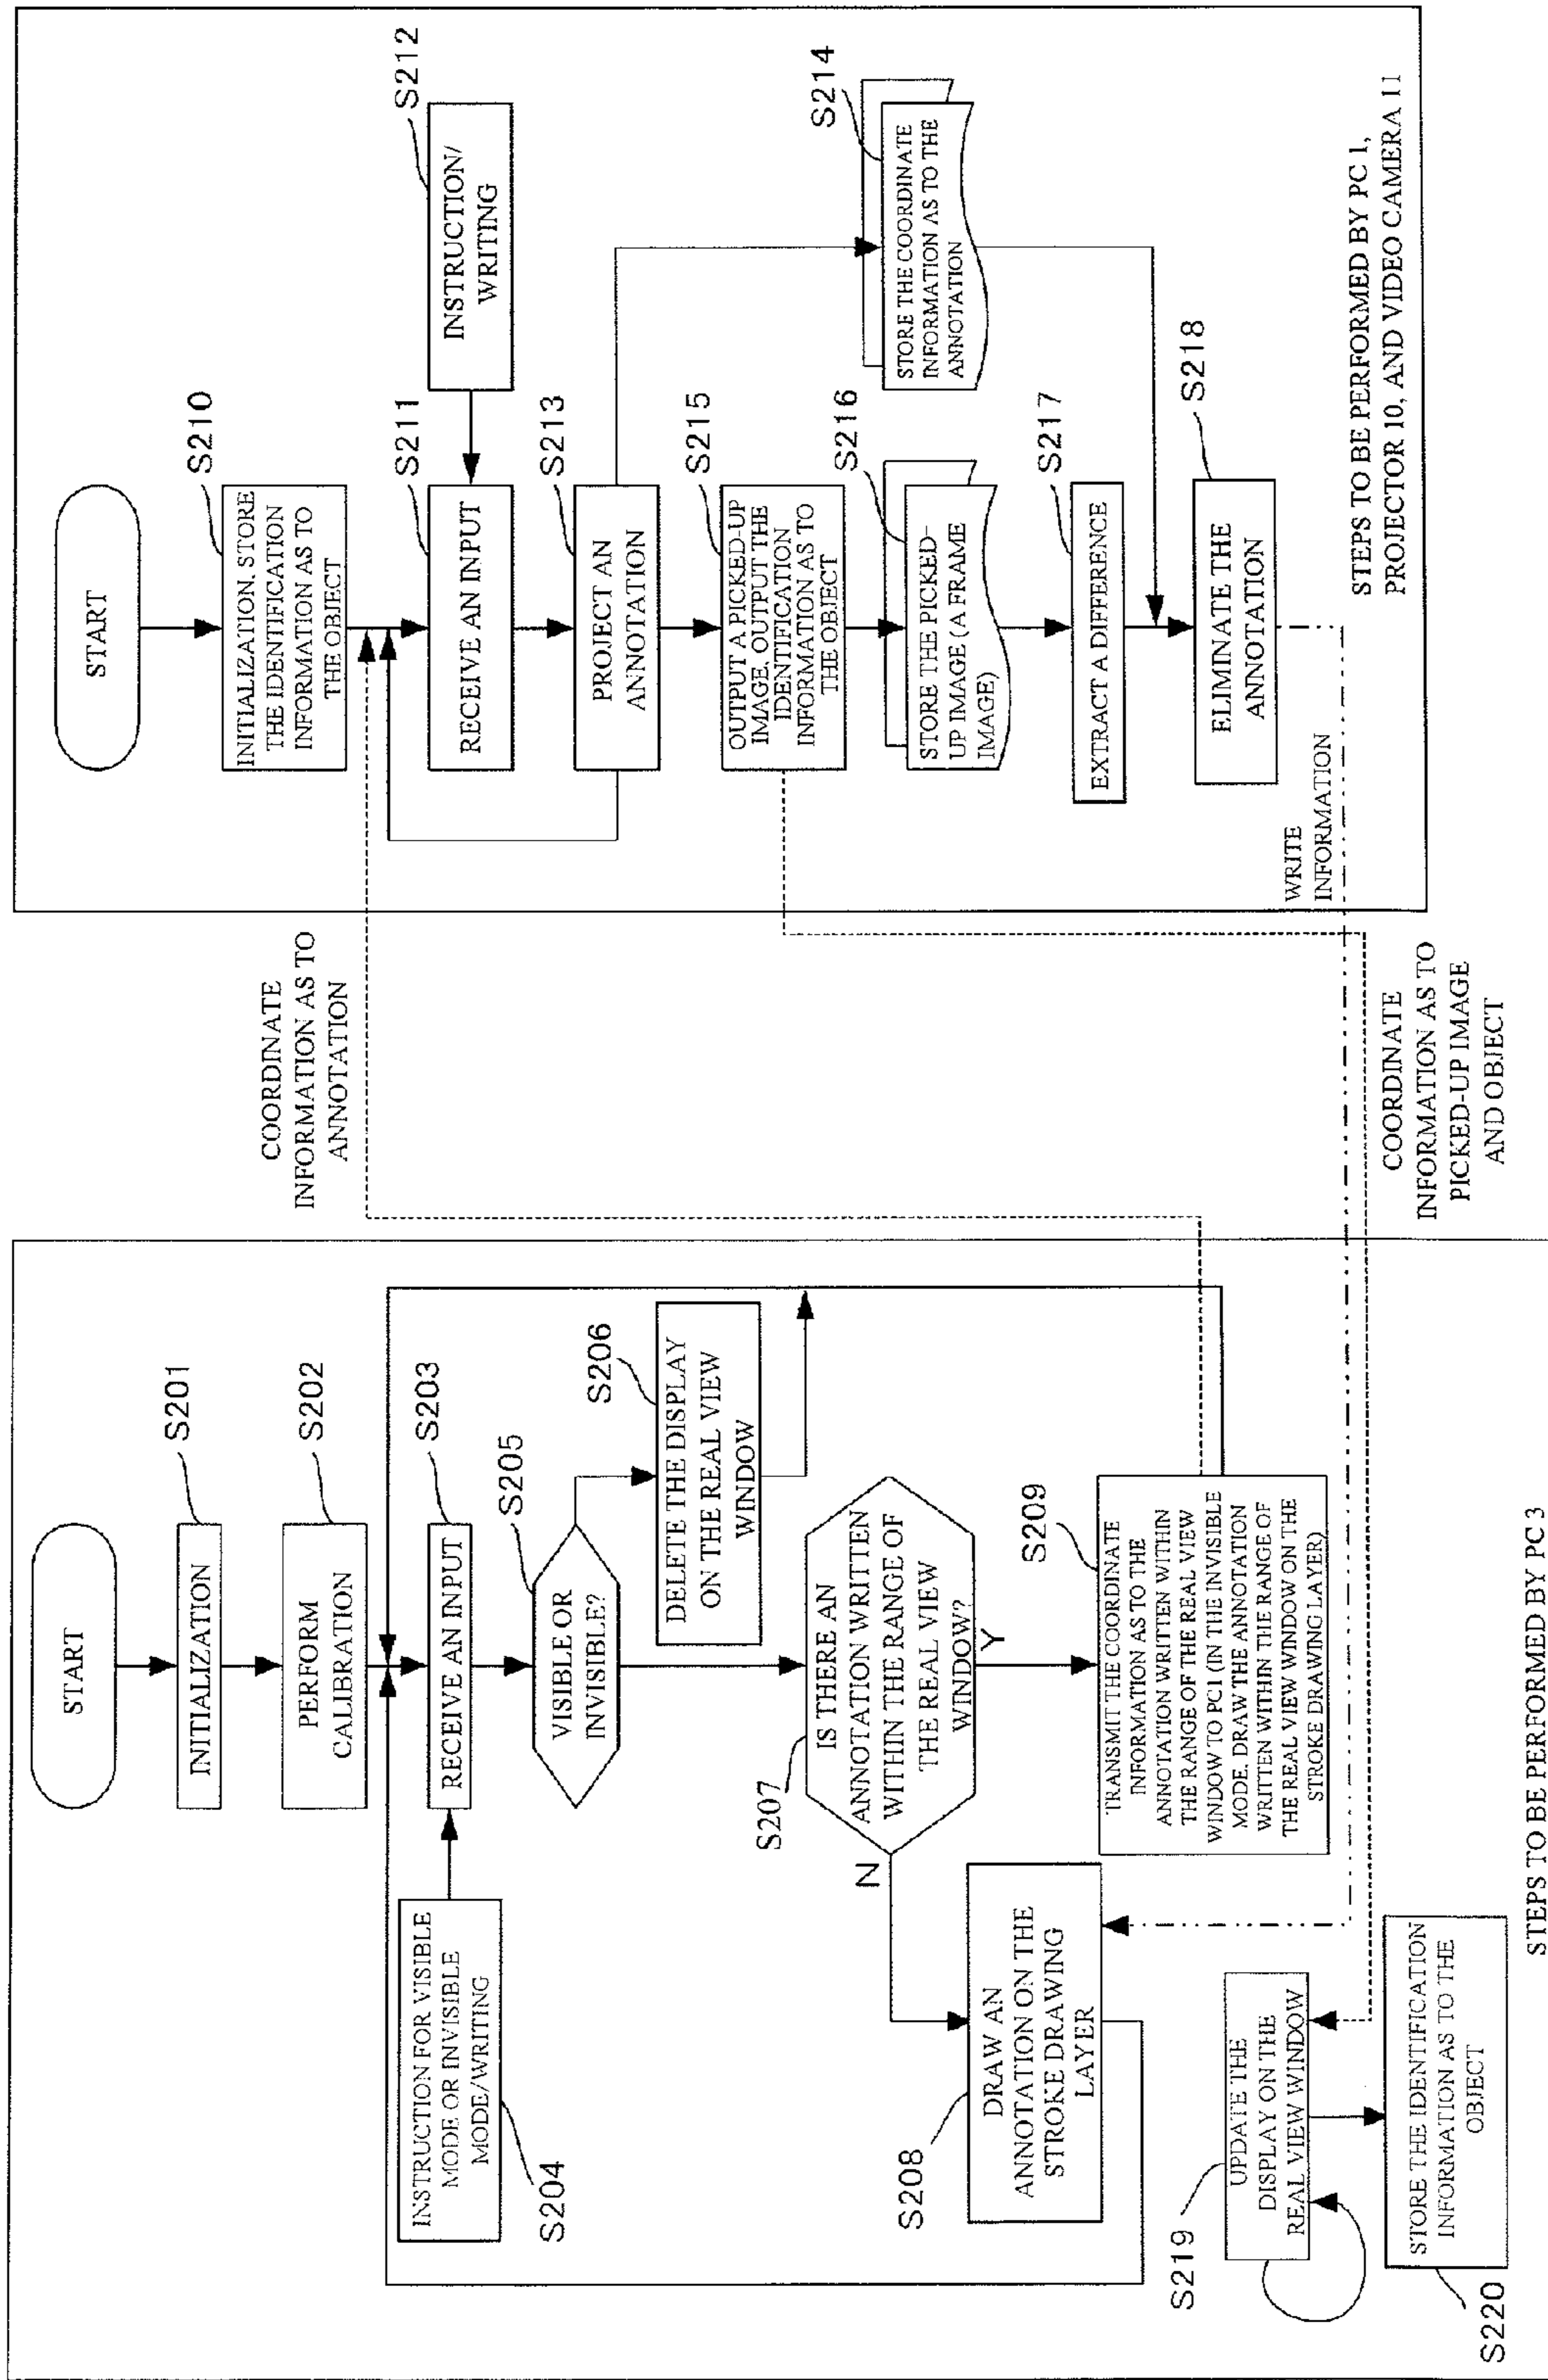 START
INITIALIZATION
S201
PERFORM
CALIBRATION
S202
RECEIVE AN INPUT
S203
INSTRUCTION FOR VISIBLE
MODE OR INVISIBLE
MODE/WRITING
S204
VISIBLE OR
INVISIBLE?
S205
DELETE THE DISPLAY
ON THE REAL VIEW
WINDOW
S206
IS THERE AN
ANNOTATION WRITTEN
WITHIN THE RANGE OF
THE REAL VIEW
WINDOW?
S207
N
Y
DRAW AN
ANNOTATION ON THE
STROKE DRAWING
LAYER
S208
TRANSMIT THE COORDINATE
INFORMATION AS TO THE
ANNOTATION WRITTEN WITHIN
THE RANGE OF THE REAL VIEW
WINDOW TO PC1 (IN THE INVISIBLE
MODE, DRAW THE ANNOTATION
WRITTEN WITHIN THE RANGE OF
THE REAL VIEW WINDOW ON THE
STROKE DRAWING LAYER)
S209
UPDATE THE
DISPLAY ON THE
REAL VIEW WINDOW
S219
STORE THE IDENTIFICATION
INFORMATION AS TO THE
OBJECT
S220
STEPS TO BE PERFORMED BY PC 3
COORDINATE
INFORMATION AS TO
ANNOTATION
COORDINATE
INFORMATION AS TO
PICKED-UP IMAGE
AND OBJECT
START
INITIALIZATION, STORE
THE IDENTIFICATION
INFORMATION AS TO
THE OBJECT
S210
RECEIVE AN INPUT
S211
INSTRUCTION/
WRITING
S212
PROJECT AN
ANNOTATION
S213
STORE THE COORDINATE
INFORMATION AS TO THE
ANNOTATION
S214
OUTPUT A PICKED-UP
IMAGE, OUTPUT THE
IDENTIFICATION
INFORMATION AS TO
THE OBJECT
S215
STORE THE PICKED-
UP IMAGE (A FRAME
IMAGE)
S216
EXTRACT A DIFFERENCE
S217
ELIMINATE THE
ANNOTATION
S218
WRITE
INFORMATION
STEPS TO BE PERFORMED BY PC 1,
PROJECTOR 10, AND VIDEO CAMERA 11